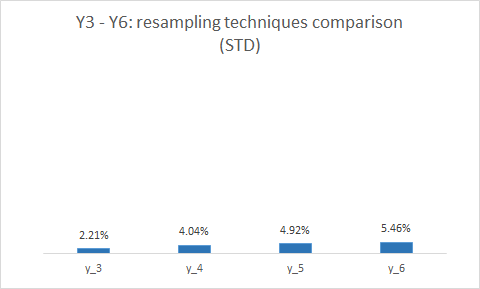 Y3 - Y6: resampling techniques comparison
(STD)
2.21%
4.04%
4.92%
5.46%
y_3
y_4
y_5
y_6